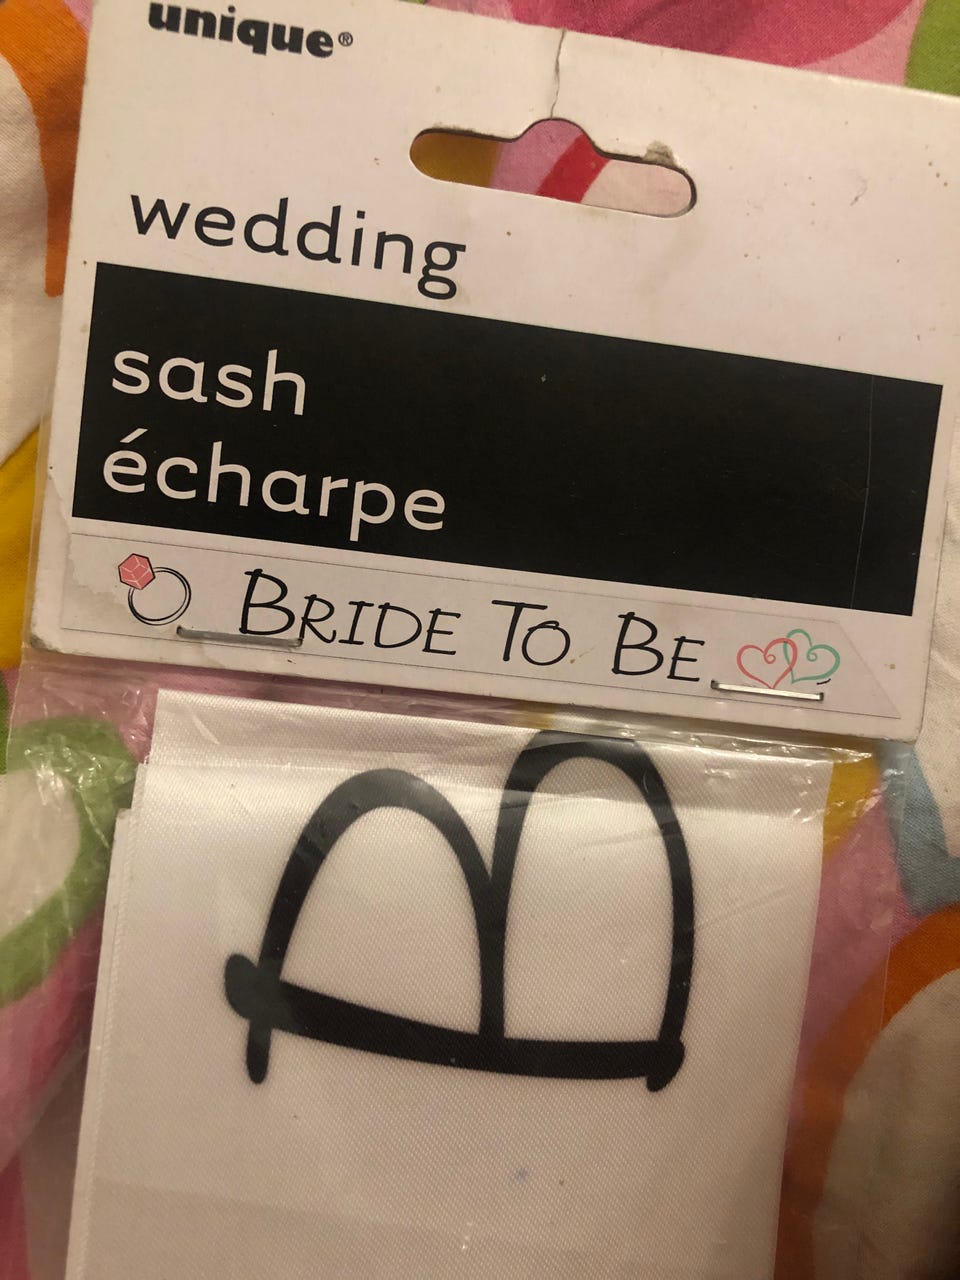 unique®
wedding
sash
écharpe
BRIDE TO BE
B